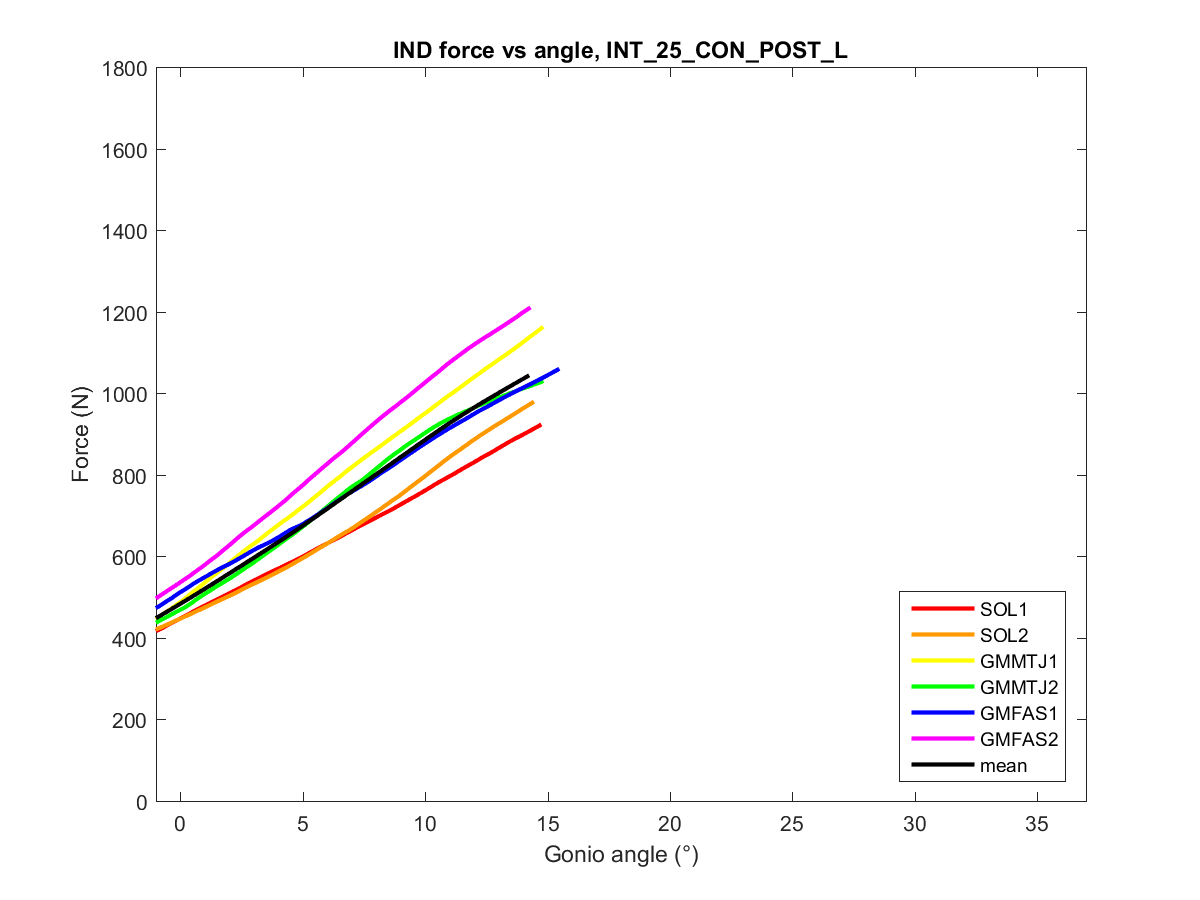 IND force vs angle, INT_25_CON_POST_L
1800
1600
1400
1200
1000
800
600
400
200
0
Force (N)
0 5 10 15 20 25 30 35
Gonio angle (°)
SOL1
SOL2
GMMTJ1
GMMTJ2
GMFAS1
GMFAS2
mean